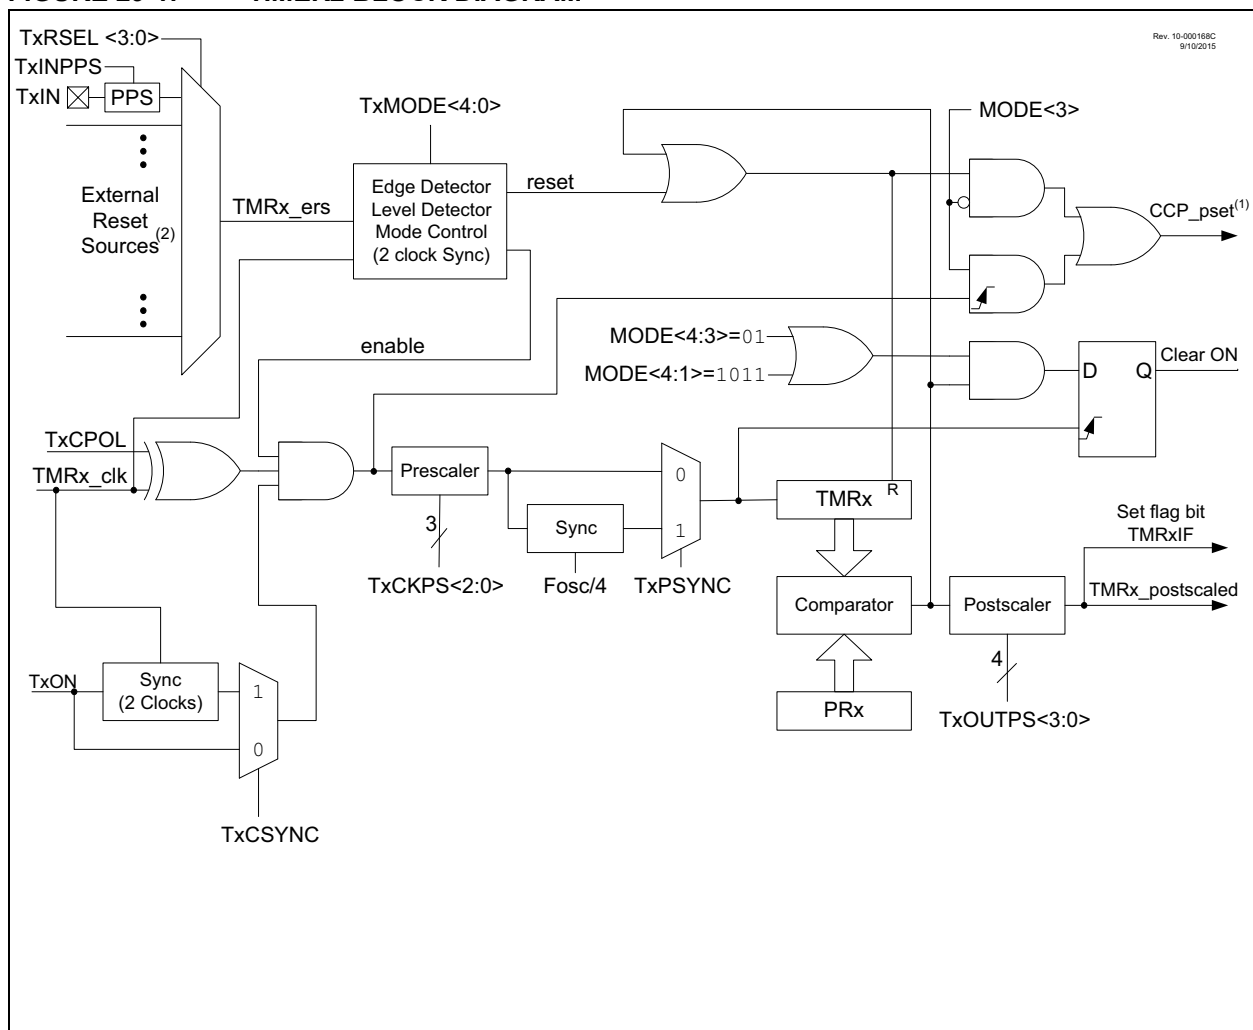 TxRSEL <3:0>
Rev. 10-000168C
9/10/2015
TxINPPS
TxIN
PPS
TxMODE<4:0>
MODE<3>
External
Reset
Sources(2)
TMRx_ers
Edge Detector
Level Detector
Mode Control
(2 clock Sync)
reset
CCP_pset(1)
enable
MODE<4:3>=01
MODE<4:1>=1011
D
Q
Clear ON
TxCPOL
TMRx_clk
Prescaler
3
TxCKPS<2:0>
Sync
Fosc/4
0
1
TxPSYNC
R
TMRx
Comparator
PRx
Postscaler
4
TxOUTPS<3:0>
Set flag bit
TMRxIF
TMRx_postscaled
TxON
Sync
(2 Clocks)
1
0
TxCSYNC